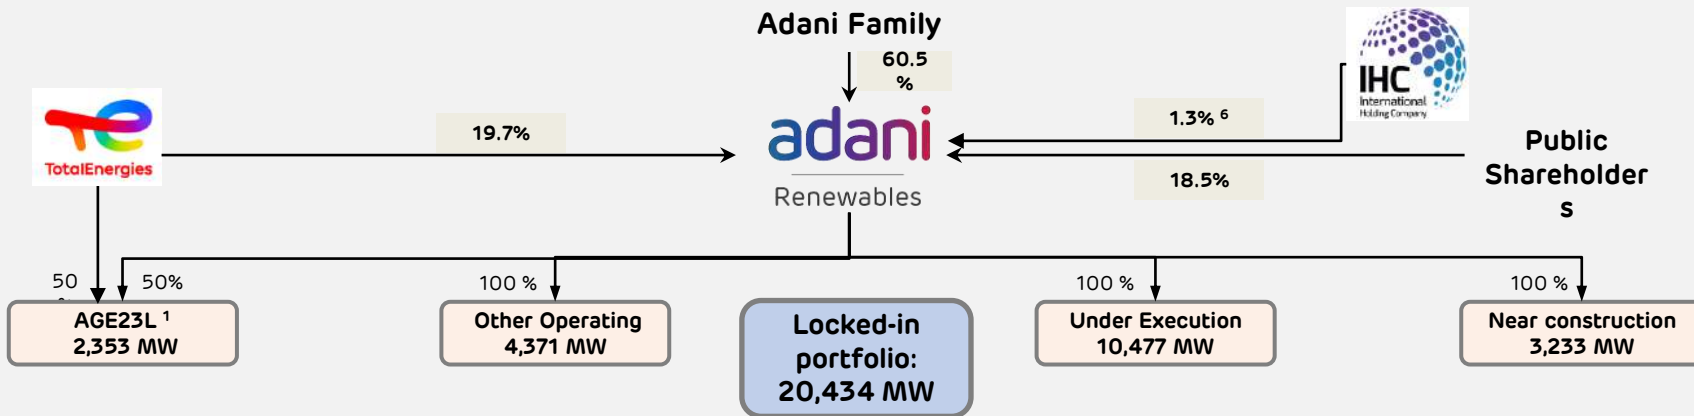 Adani Family
60.5
%
IHC
International
Holding Company
TotalEnergies
19.7%
adani
Renewables
1.3% 6
18.5%
Public
Shareholder
s
50
50%
100 %
100 %
100 %
AGE23L 1
2,353 MW
Other Operating
4,371 MW
Locked-in
portfolio:
20,434 MW
Under Execution
10,477 MW
Near construction
3,233 MW